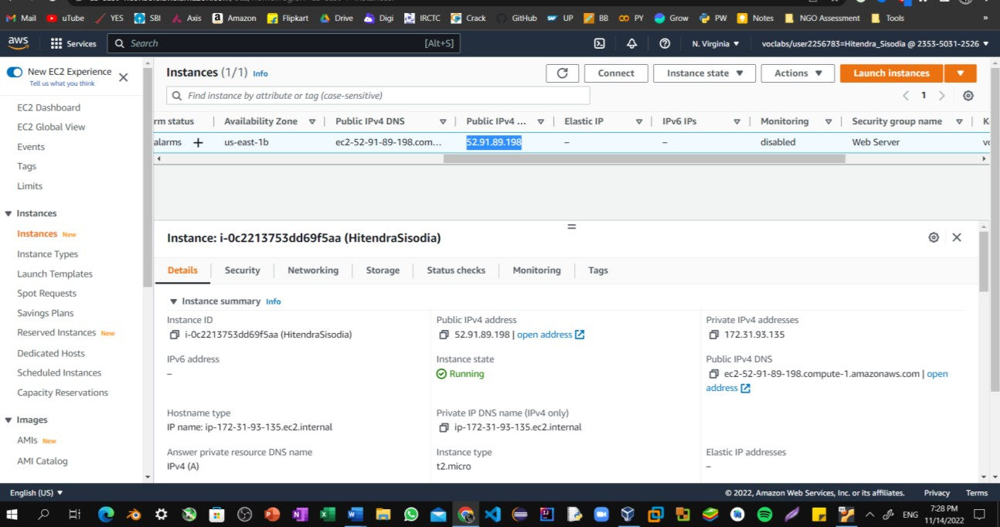 Mail uTube YES SBI Axis Amazon Flipkart Drive Digi IRCTC Crack GitHub UP BB PY Grow PW Notes NGO Assessment Tools »
aws Services Search [Alt+S] N. Virginia voclabs/user2256783=Hitendra_Sisodia @ 2353-5031-2526
New EC2 Experience
Tell us what you think
EC2 Dashboard
EC2 Global View
Events
Tags
Limits
Instances
Instances New
Instance Types
Launch Templates
Spot Requests
Savings Plans
Reserved Instances New
Dedicated Hosts
Scheduled Instances
Capacity Reservations
Images
AMIs New
AMI Catalog
Instances (1/1) Info Connect Instance state Actions Launch instances
Find instance by attribute or tag (case-sensitive) 1
rm status Availability Zone Public IPv4 DNS Public IPv4 ... Elastic IP IPv6 IPs Monitoring Security group name
alarms + us-east-1b ec2-52-91-89-198.com... 52.91.89.198 – – disabled Web Server
Instance: i-0c2213753dd69f5aa (HitendraSisodia)
Details Security Networking Storage Status checks Monitoring Tags
Instance summary Info
Instance ID Public IPv4 address Private IPv4 addresses
i-0c2213753dd69f5aa (HitendraSisodia) 52.91.89.198 | open address 172.31.93.135
IPv6 address Instance state Public IPv4 DNS
– Running ec2-52-91-89-198.compute-1.amazonaws.com | open
address
Hostname type Private IP DNS name (IPv4 only)
IP name: ip-172-31-93-135.ec2.internal ip-172-31-93-135.ec2.internal
Answer private resource DNS name Instance type Elastic IP addresses
IPv4 (A) t2.micro –
English (US) © 2022, Amazon Web Services, Inc. or its affiliates. Privacy Terms
ENG 7:28 PM
11/14/2022